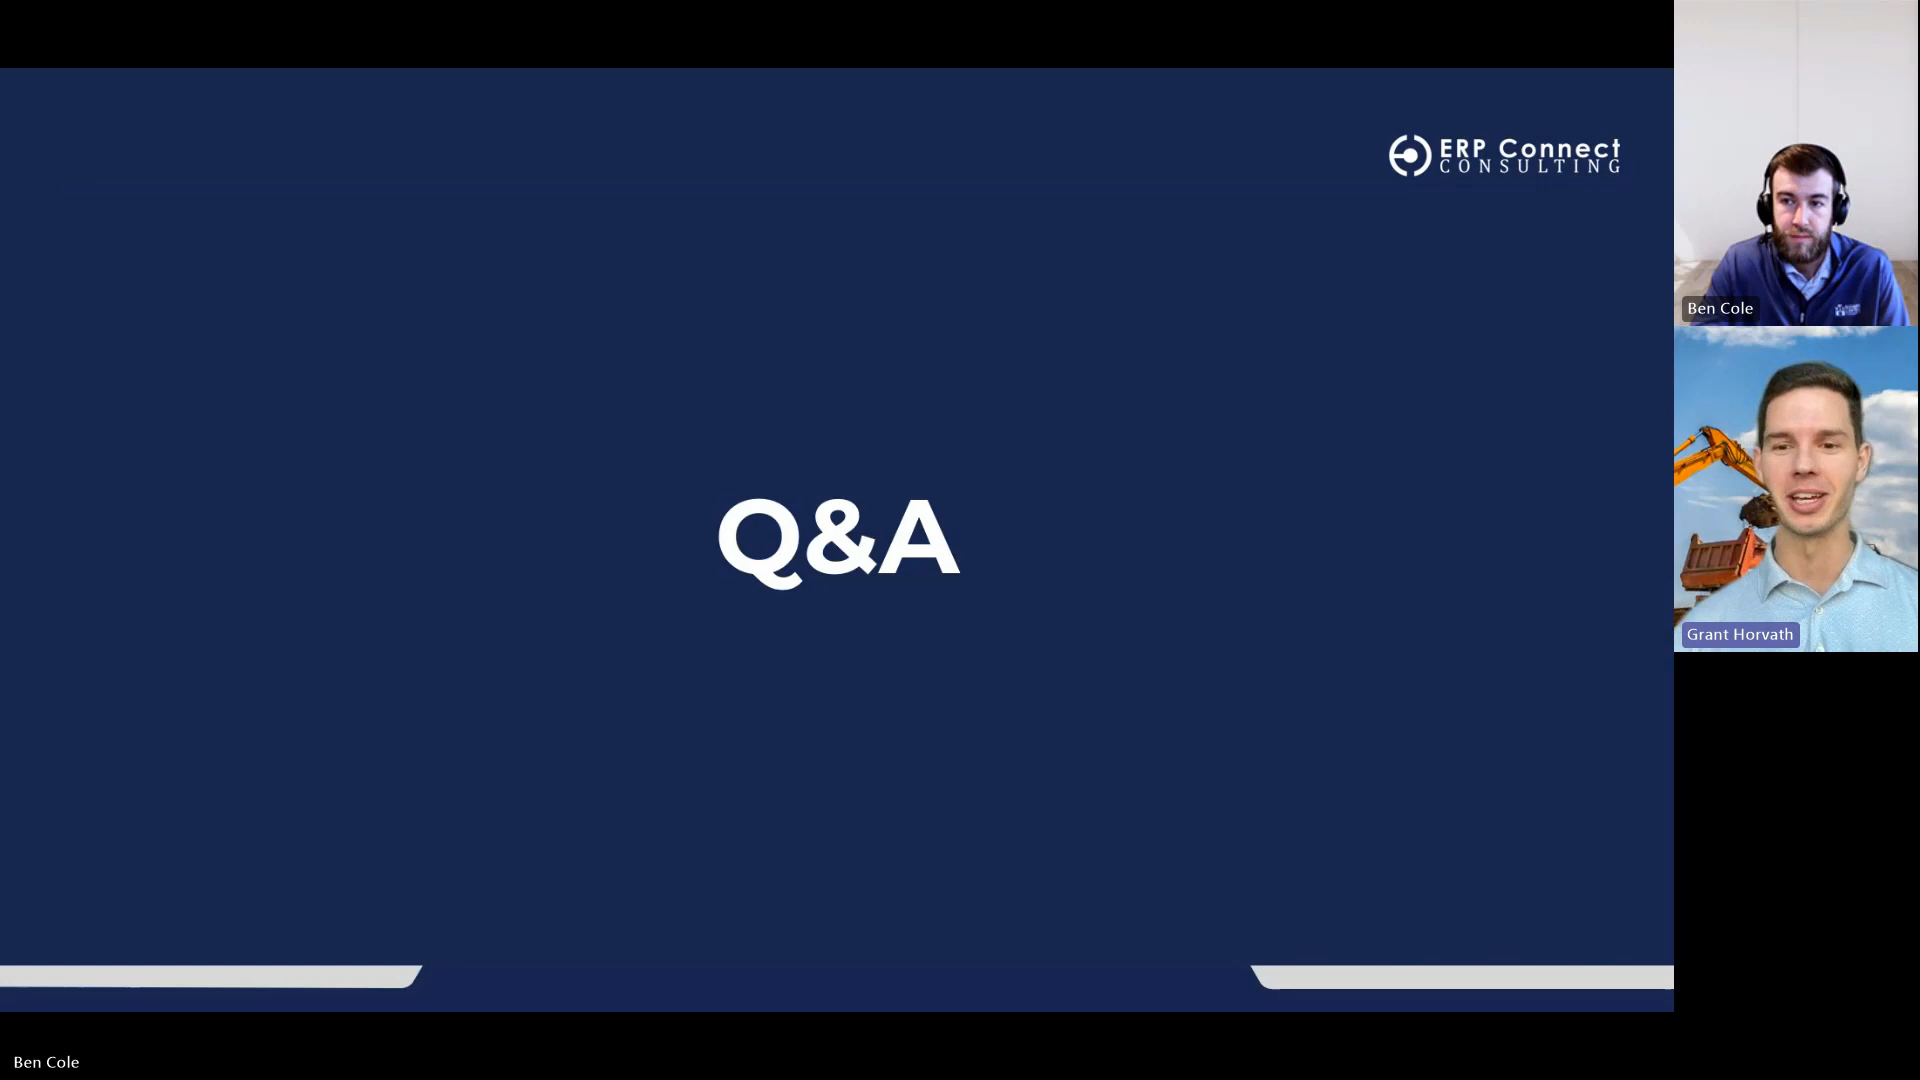 ERP Connect
CONSULTING
Q&A
Ben Cole
Grant Horvath
Ben Cole